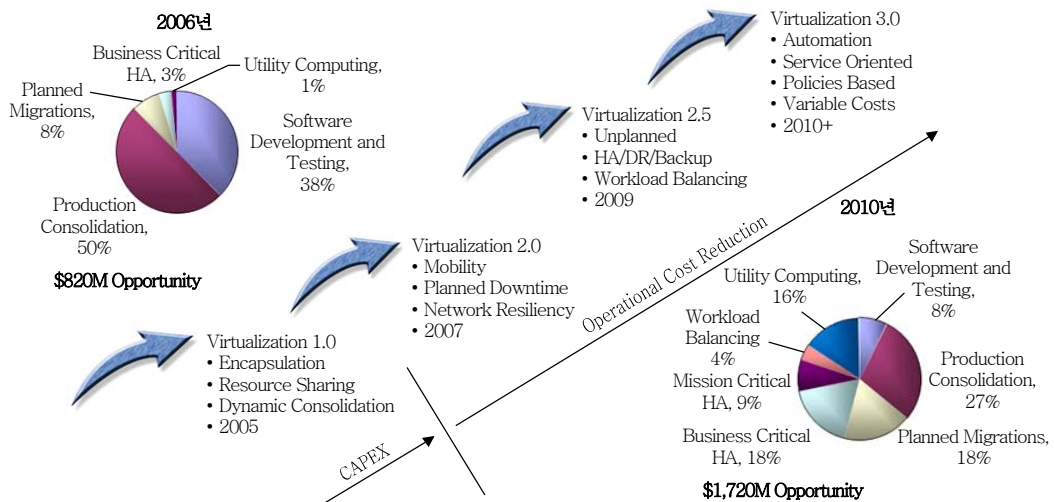 2006년
Business Critical
HA, 3%
Utility Computing,
1%
Planned
Migrations,
8%
Software
Development and
Testing,
38%
Production
Consolidation,
50%
$820M Opportunity
Virtualization 1.0
• Encapsulation
• Resource Sharing
• Dynamic Consolidation
• 2005
Virtualization 2.0
• Mobility
• Planned Downtime
• Network Resiliency
• 2007
Virtualization 2.5
• Unplanned
• HA/DR/Backup
• Workload Balancing
• 2009
Virtualization 3.0
• Automation
• Service Oriented
• Policies Based
• Variable Costs
• 2010+
CAPEX
Operational Cost Reduction
2010년
Utility Computing,
16%
Software
Development and
Testing,
8%
Workload
Balancing
4%
Production
Consolidation,
27%
Mission Critical
HA, 9%
Business Critical
HA, 18%
Planned Migrations,
18%
$1,720M Opportunity